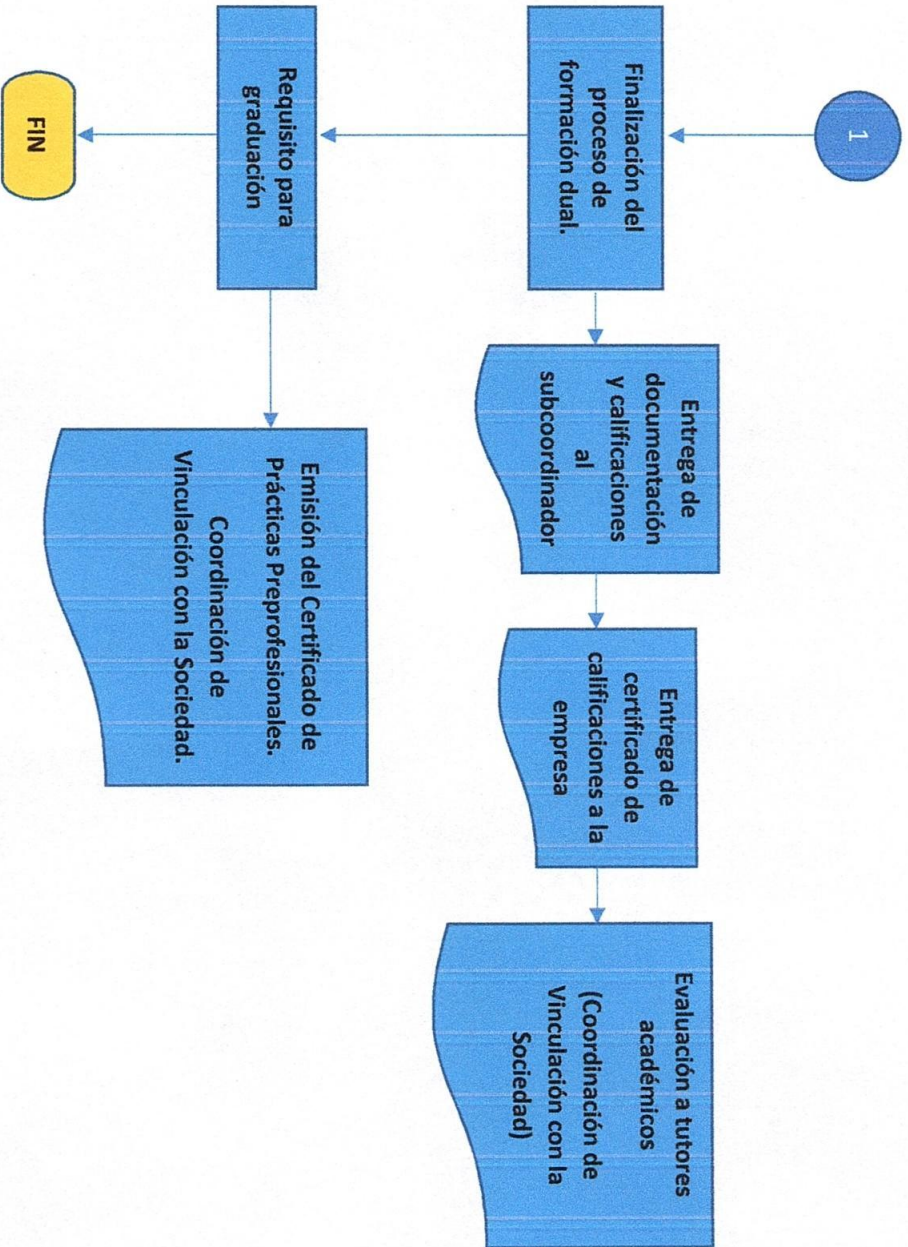 1
Finalización del
proceso de
formación dual.
Entrega de
documentación
y calificaciones
al
subcoordinador
Entrega de
certificado de
calificaciones a la
empresa
Evaluación a tutores
académicos
(Coordinación de
Vinculación con la
Sociedad)
Requisito para
graduación
Emisión del Certificado de
Prácticas Preprofesionales.
Coordinación de
Vinculación con la Sociedad.
FIN